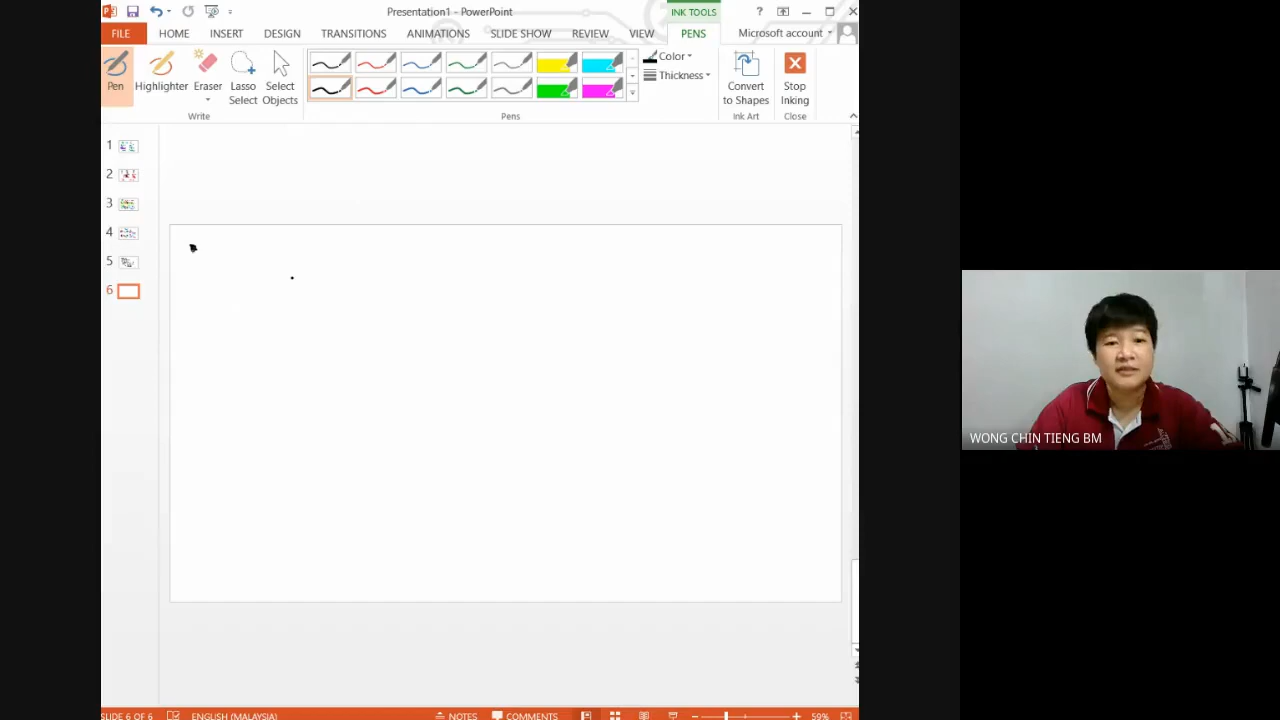 Presentation1 - PowerPoint
INK TOOLS
?
FILE
HOME
INSERT
DESIGN
TRANSITIONS
ANIMATIONS
SLIDE SHOW
REVIEW
VIEW
PENS
Microsoft account
Pen
Highlighter
Eraser
Lasso
Select
Select
Objects
Color
Thickness
Convert
to Shapes
Stop
Inking
Write
Pens
Ink Art
Close
1
2
3
4
5
6
WONG CHIN TIENG BM
SLIDE 6 OF 6
ENGLISH (MALAYSIA)
NOTES
COMMENTS
59%